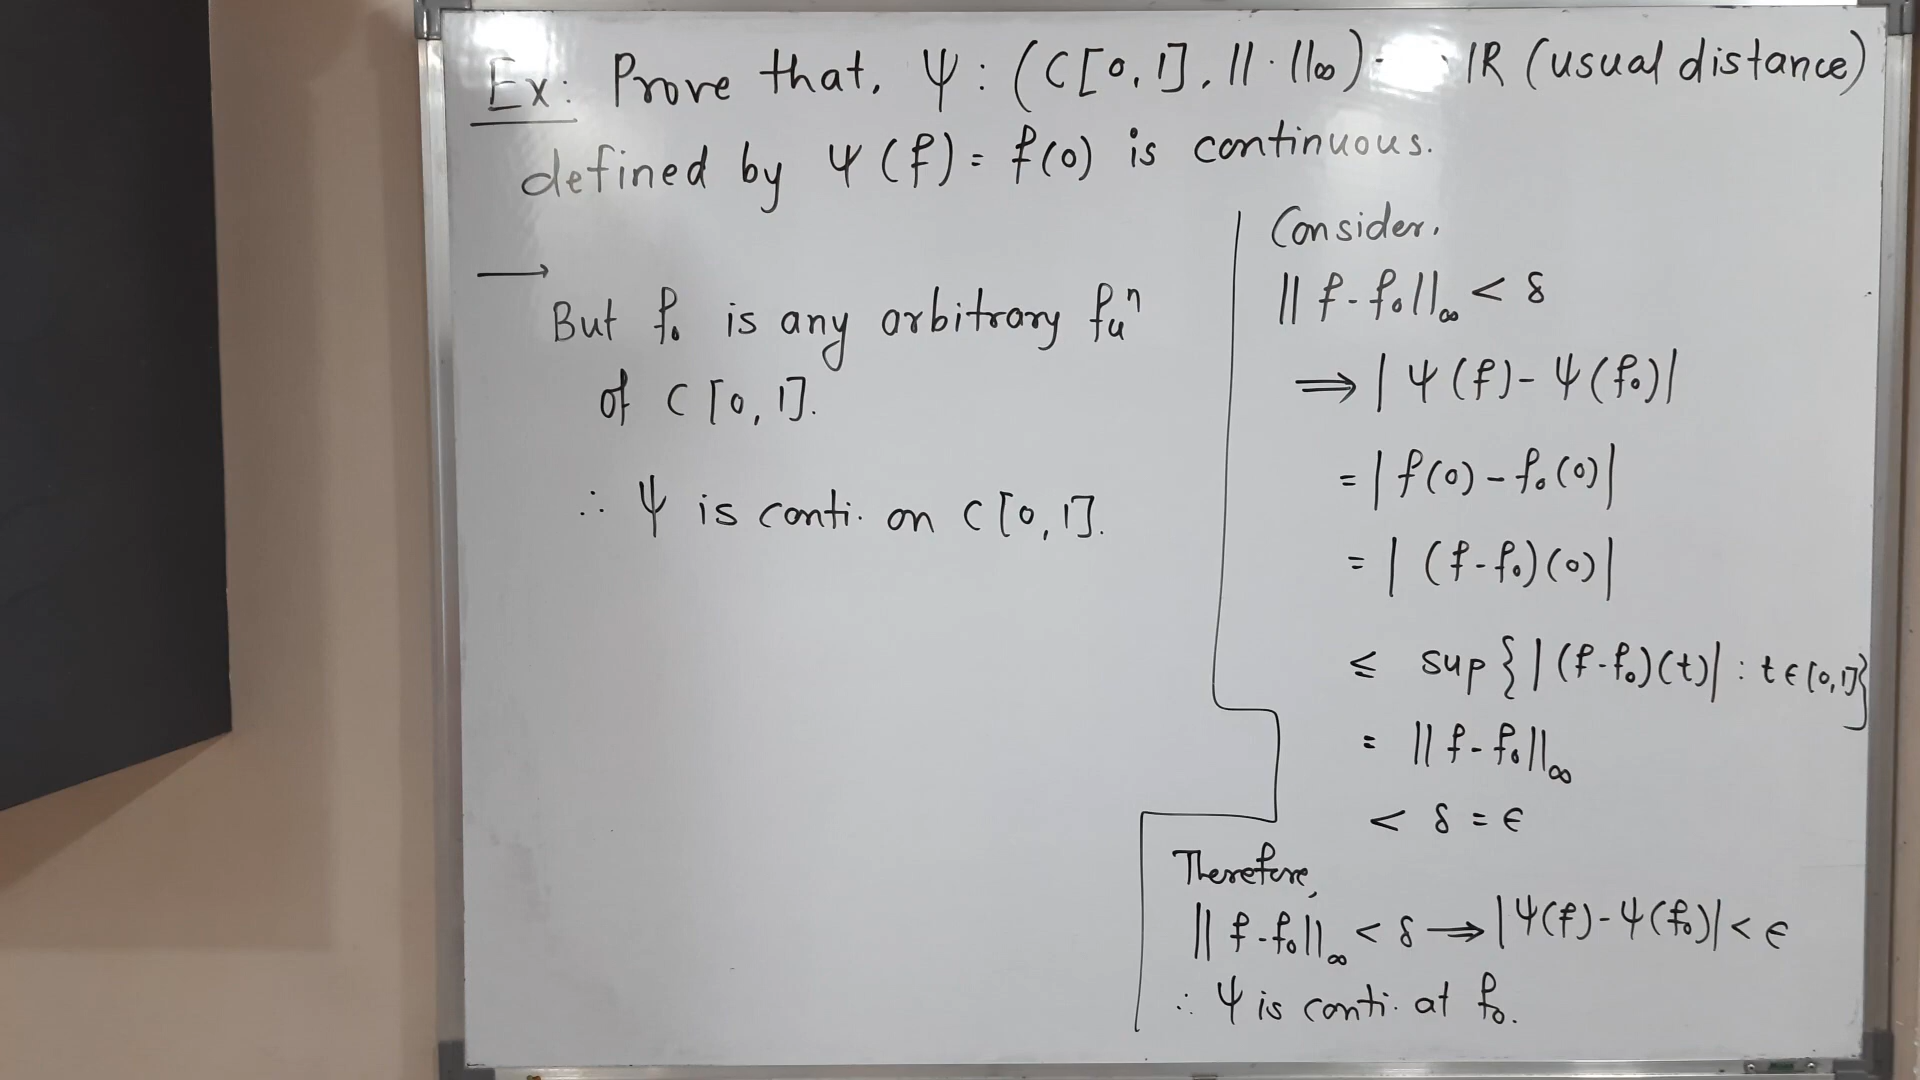 Ex: Prove that, Ψ : (C[0,1], ||·||∞) → ℝ (usual distance)
defined by Ψ(f) = f(0) is continuous.
⟶
But f₀ is any arbitrary fuⁿ
of C[0,1].
∴ Ψ is conti. on C[0,1].
Consider,
||f-f₀||∞ < δ
⟹ |Ψ(f) - Ψ(f₀)|
= |f(0) - f₀(0)|
= |(f-f₀)(0)|
≤ sup{|(f-f₀)(t)| : t ∈ [0,1]}
= ||f-f₀||∞
< δ = ϵ
Therefore,
||f-f₀||∞ < δ ⟹ |Ψ(f) - Ψ(f₀)| < ϵ
∴ Ψ is conti. at f₀.